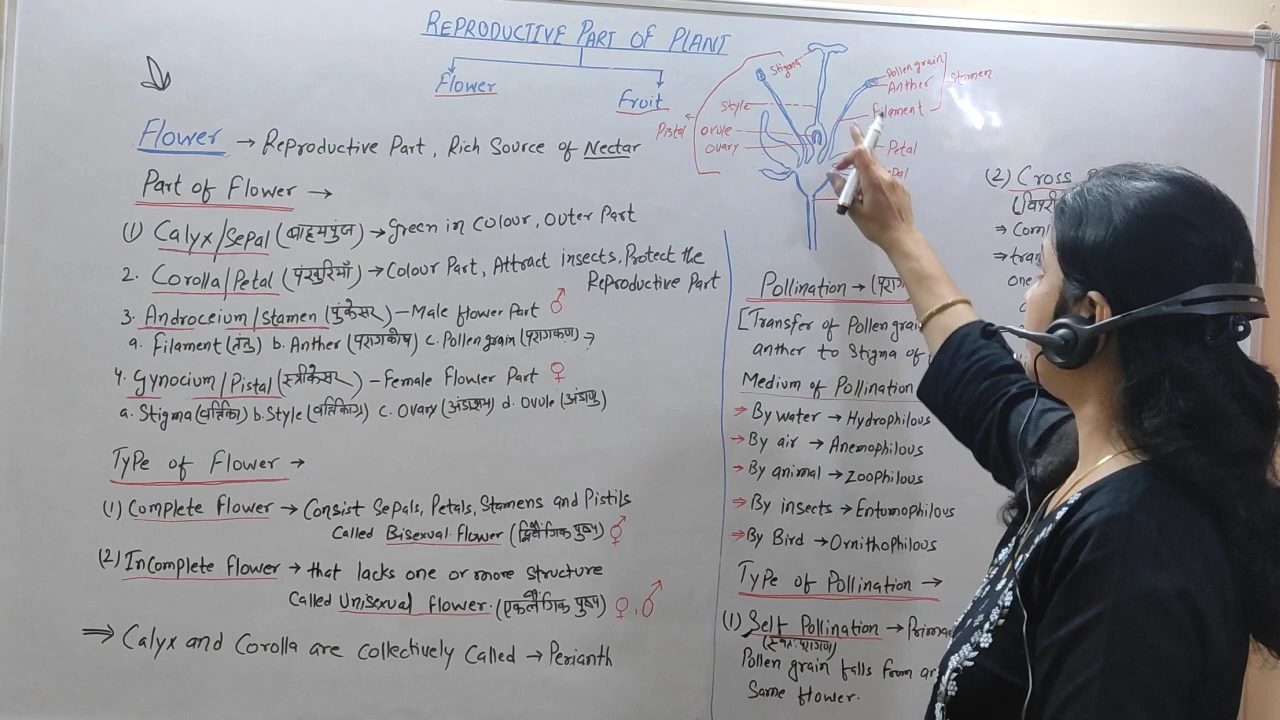 REPRODUCTIVE PART OF PLANT
Flower
Fruit
Flower → Reproductive Part, Rich Source of Nectar
Part of Flower →
(1) Calyx/Sepal (बाह्यपुंज) → Green in Colour, Outer Part
2. Corolla/Petal (पंखुरियाँ) → Colour Part, Attract insects. Protect the
Reproductive Part
3. Androceium/Stamen (पुंकेसर) – Male flower Part ♂
a. Filament (तंतु) b. Anther (परागकोष) c. Pollen grain (परागकण) →
4. Gynocium/Pistal (स्त्रीकेसर) – Female Flower Part ♀
a. Stigma (वर्तिका) b. Style (वर्तिकाग्र) c. Ovary (अंडाशय) d. Ovule (अंडाणु)
Type of Flower →
(1) Complete flower → Consist Sepals, Petals, Stamens and Pistils
Called Bisexual flower (द्विलैंगिक पुष्प) ⚥
(2) Incomplete flower → that lacks one or more structure
Called Unisexual flower. (एकलैंगिक पुष्प) ♀, ♂
⇒ Calyx and Corolla are collectively called → Perianth
Stigma
Style
Pistal
Ovule
Ovary
Pollen grain
Anther
Stamen
filament
Petal
Pollination →
[Transfer of Pollen
anther to Stigma of
Medium of Pollination
⇒ By water → Hydrophilous
⇒ By air → Anemophilous
⇒ By animal → Zoophilous
⇒ By insects → Entumophilous
⇒ By Bird → Ornithophilous
Type of Pollination →
(1) Self Pollination →
(स्वः परागण)
Pollen grain falls from
Same flower.
(2) Cross
⇒
⇒
one